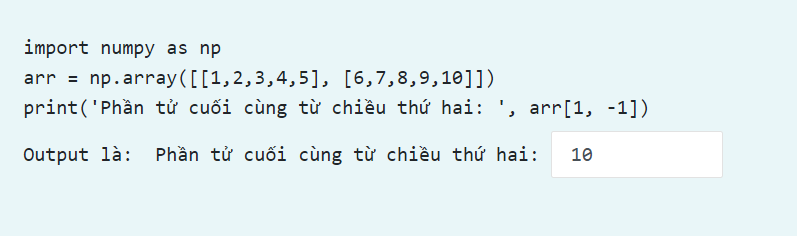 import numpy as np
arr = np.array([[1,2,3,4,5], [6,7,8,9,10]])
print('Phần tử cuối cùng từ chiều thứ hai: ', arr[1, -1])
Output là:  Phần tử cuối cùng từ chiều thứ hai: 10